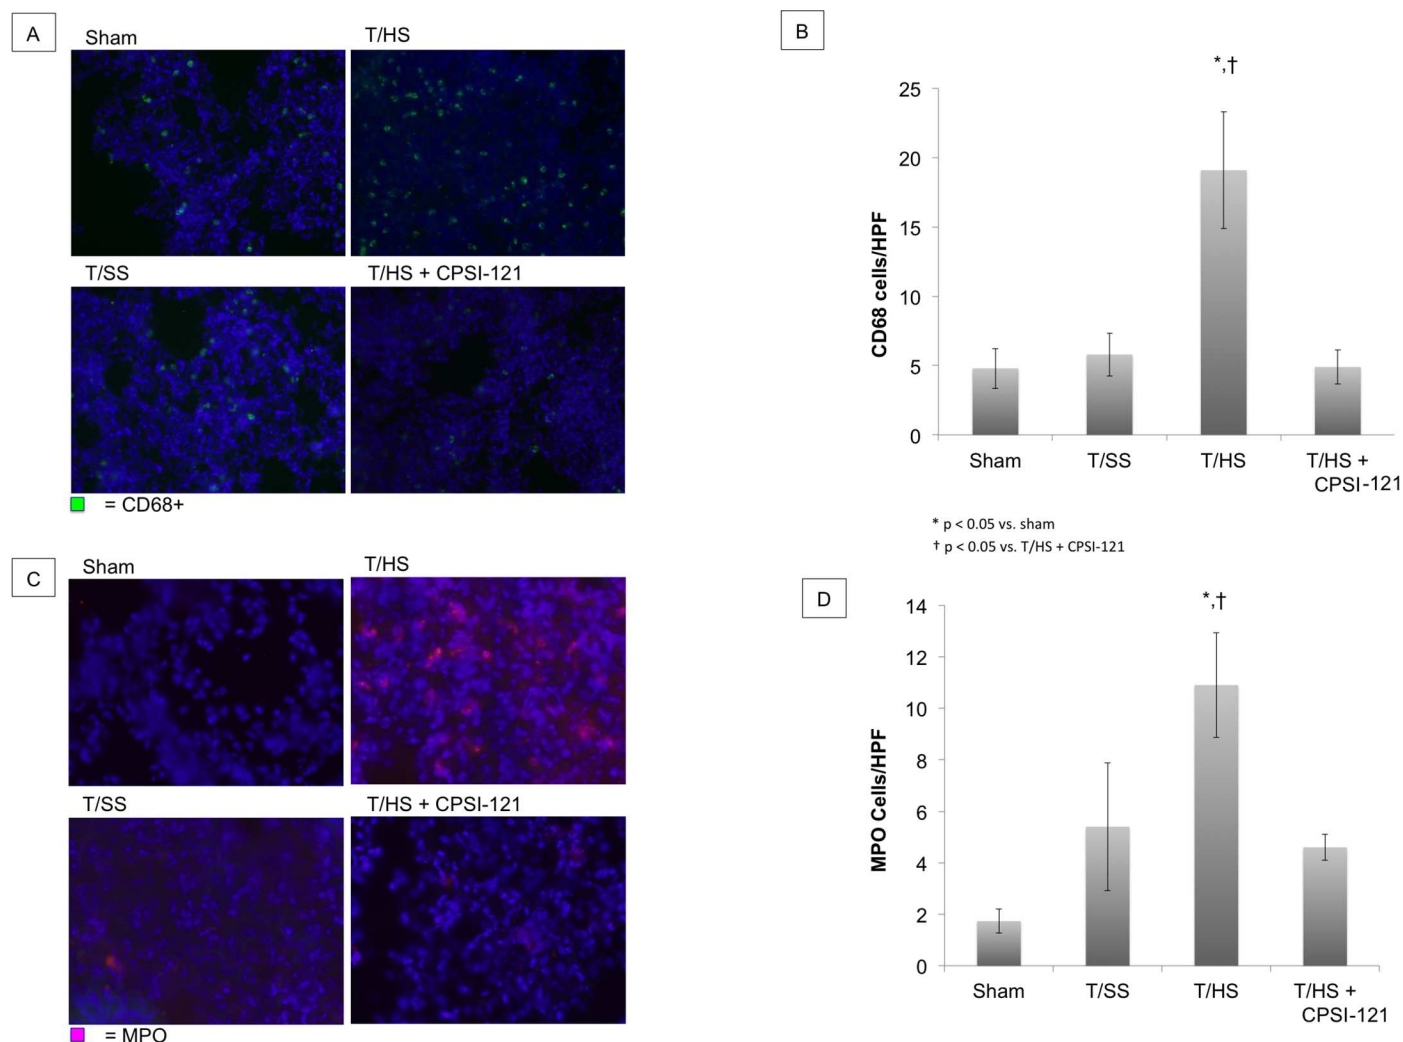 A
Sham
T/HS
T/SS
T/HS + CPSI-121
= CD68+
B
*,†
25
20
15
10
5
0
CD68 cells/HPF
Sham
T/SS
T/HS
T/HS +
CPSI-121
* p < 0.05 vs. sham
† p < 0.05 vs. T/HS + CPSI-121
C
Sham
T/HS
T/SS
T/HS + CPSI-121
= MPO
D
*,†
14
12
10
8
6
4
2
0
MPO Cells/HPF
Sham
T/SS
T/HS
T/HS +
CPSI-121